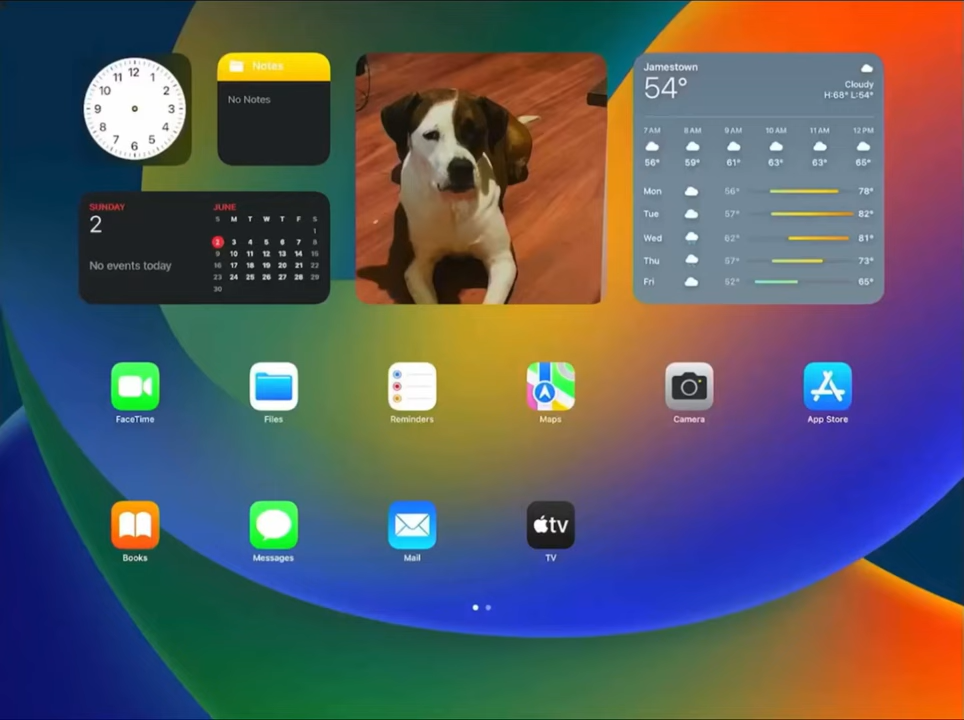 12
1
2
3
4
5
6
7
8
9
10
11
Notes
No Notes
SUNDAY
2
No events today
JUNE
S M T W T F S
1
2 3 4 5 6 7 8
9 10 11 12 13 14 15
16 17 18 19 20 21 22
23 24 25 26 27 28 29
30
Jamestown
54°
Cloudy
H:68° L:54°
7 AM 8 AM 9 AM 10 AM 11 AM 12 PM
56° 59° 61° 63° 63° 65°
Mon 56° 78°
Tue 57° 82°
Wed 62° 81°
Thu 57° 73°
Fri 52° 65°
FaceTime
Files
Reminders
Maps
Camera
App Store
Books
Messages
Mail
tv
TV